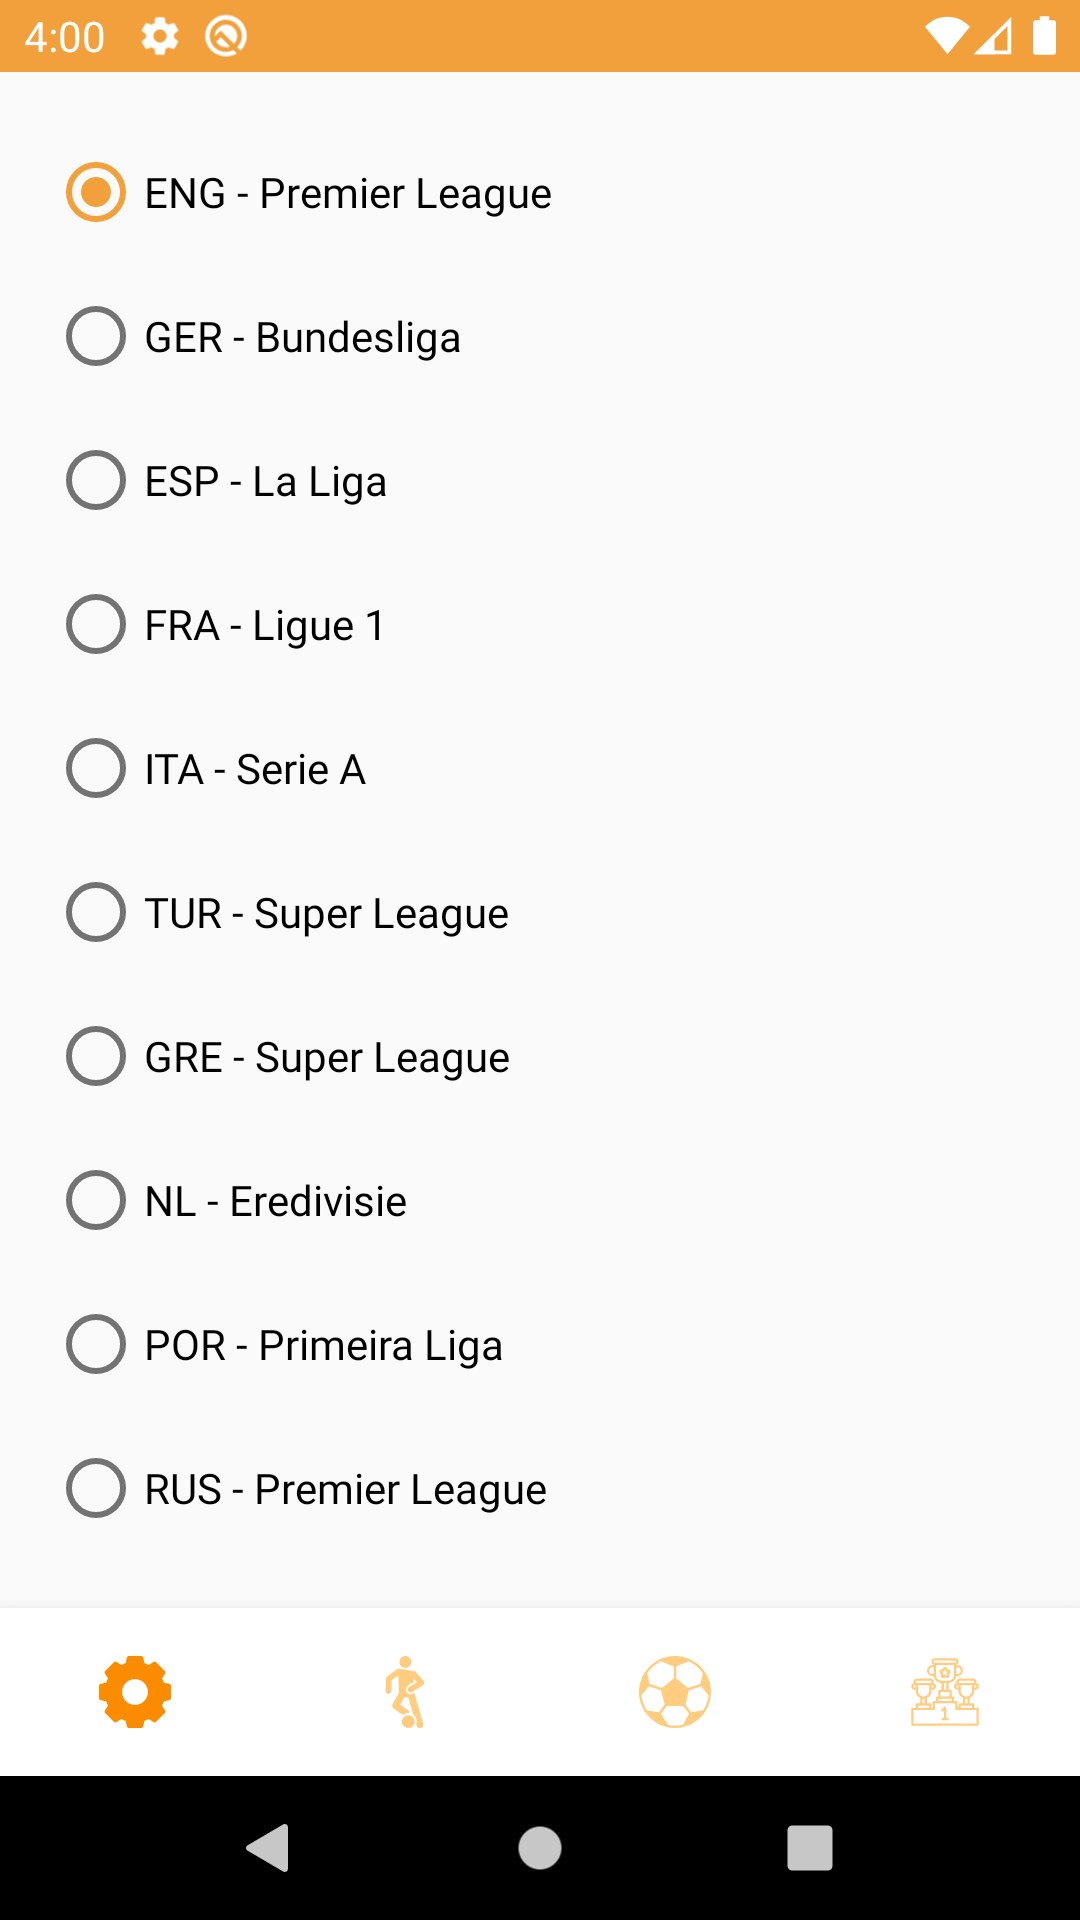 4:00
ENG - Premier League
GER - Bundesliga
ESP - La Liga
FRA - Ligue 1
ITA - Serie A
TUR - Super League
GRE - Super League
NL - Eredivisie
POR - Primeira Liga
RUS - Premier League
1